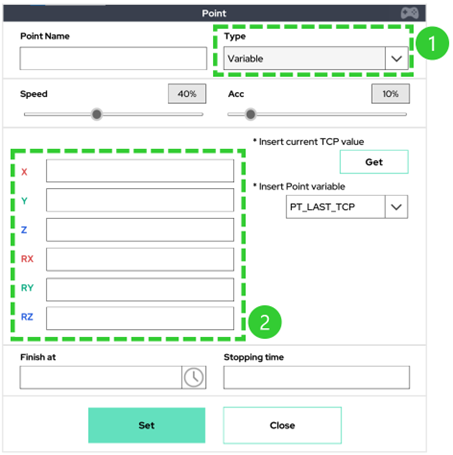 Point
Point Name
Type
Variable
1
Speed
40%
Acc
10%
* Insert current TCP value
Get
* Insert Point variable
PT_LAST_TCP
X
Y
Z
RX
RY
RZ
2
Finish at
Stopping time
Set
Close